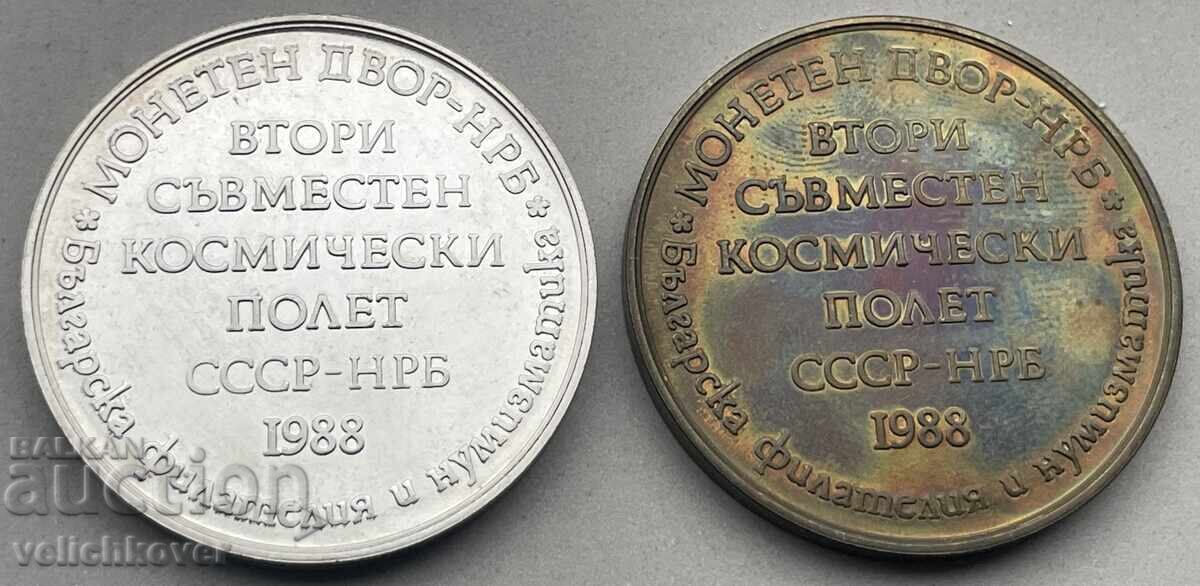 МОНЕТЕН ДВОР-НРБ
ВТОРИ
СЪВМЕСТЕН
КОСМИЧЕСКИ
ПОЛЕТ
СССР-НРБ
1988
Българска филателия и нумизматика
МОНЕТЕН ДВОР-НРБ
ВТОРИ
СЪВМЕСТЕН
КОСМИЧЕСКИ
ПОЛЕТ
СССР-НРБ
1988
Българска филателия и нумизматика
BALKAN
auction
velichkover